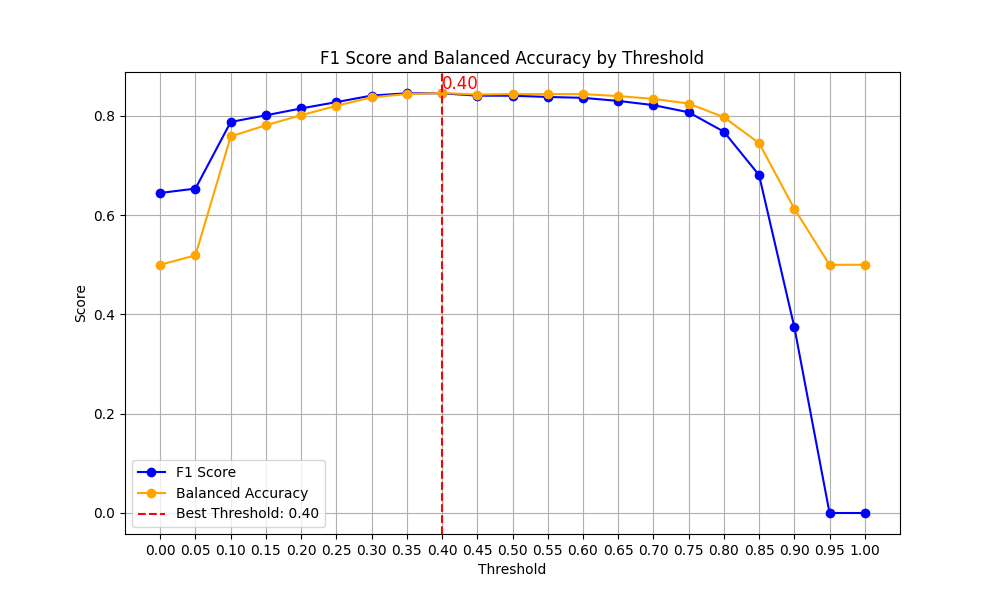 F1 Score and Balanced Accuracy by Threshold
0.40
Score
0.8
0.6
0.4
0.2
0.0
F1 Score
Balanced Accuracy
Best Threshold: 0.40
0.00 0.05 0.10 0.15 0.20 0.25 0.30 0.35 0.40 0.45 0.50 0.55 0.60 0.65 0.70 0.75 0.80 0.85 0.90 0.95 1.00
Threshold